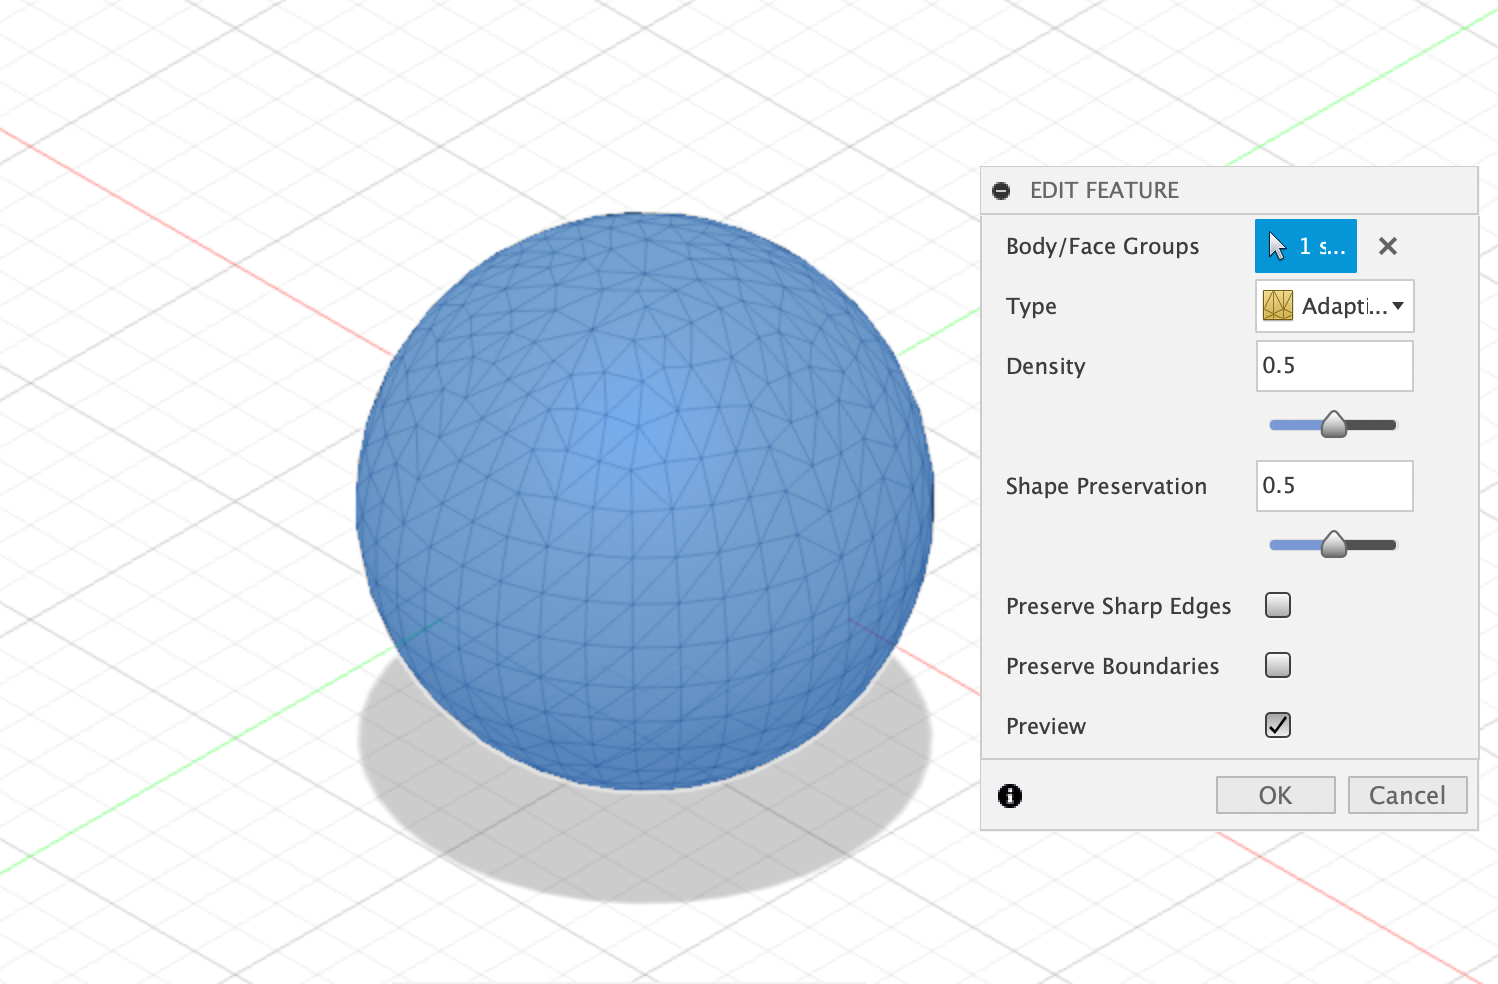 EDIT FEATURE
Body/Face Groups 1 s...
Type Adapti...
Density 0.5
Shape Preservation 0.5
Preserve Sharp Edges
Preserve Boundaries
Preview
OK Cancel